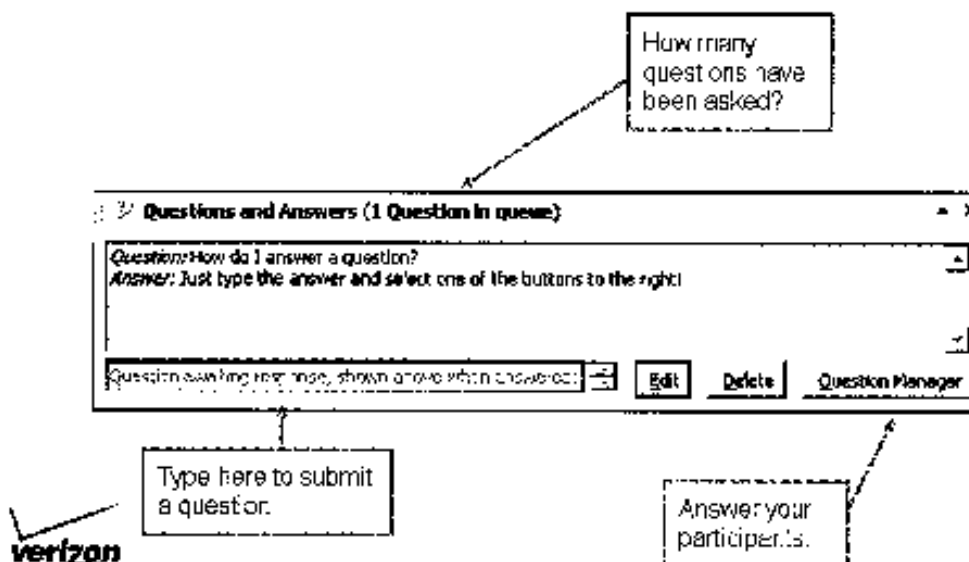 How many
questions have
been asked?
Questions and Answers (1 Question in queue)
Question: How do I answer a question?
Answer: Just type the answer and select one of the buttons to the right!
Question awaiting response, shown above when answered
Edit Delete Question Manager
Type here to submit
a question.
Answer your
participants.
verizon